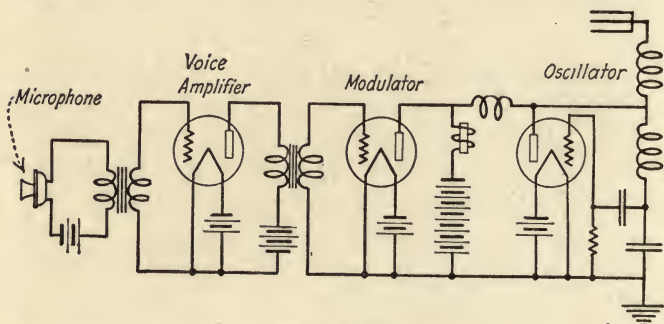 Microphone
Voice
Amplifier
Modulator
Oscillator